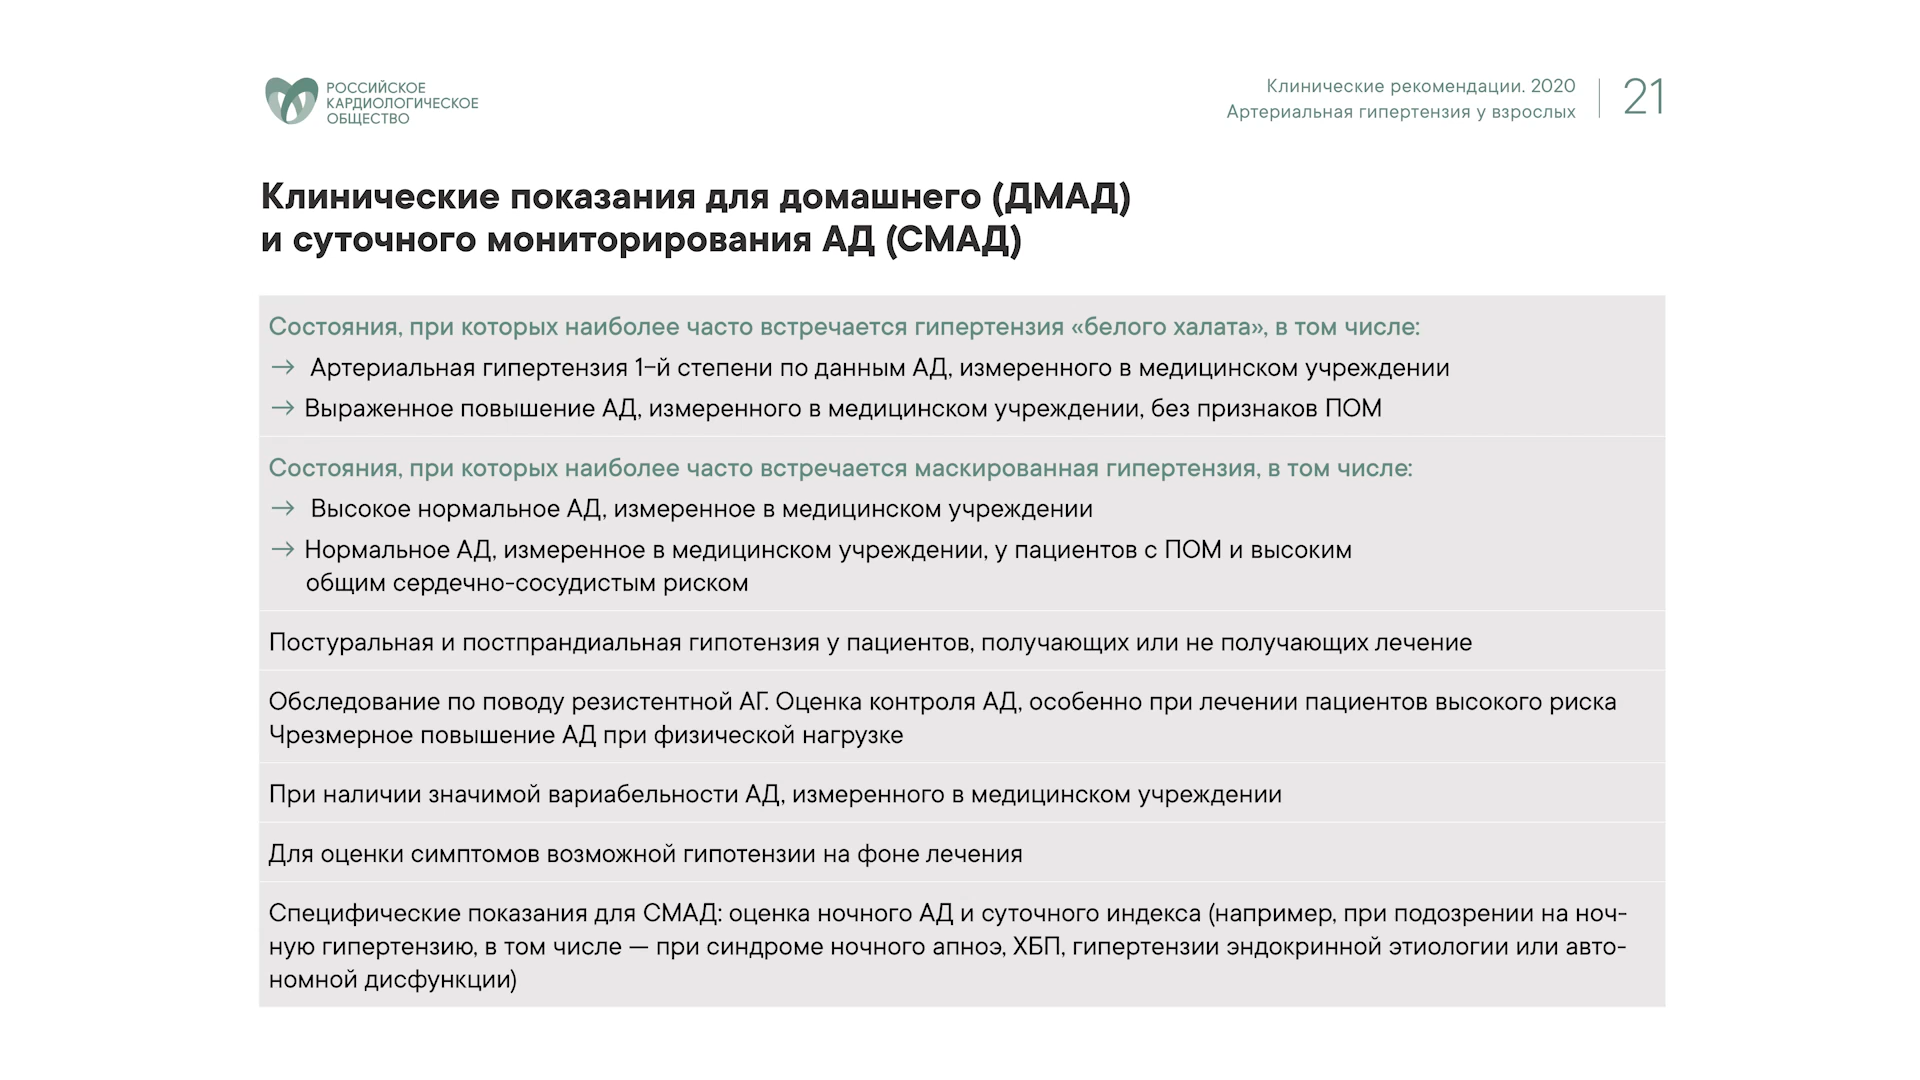 РОССИЙСКОЕ
КАРДИОЛОГИЧЕСКОЕ
ОБЩЕСТВО
Клинические рекомендации. 2020
Артериальная гипертензия у взрослых
21
Клинические показания для домашнего (ДМАД)
и суточного мониторирования АД (СМАД)
Состояния, при которых наиболее часто встречается гипертензия «белого халата», в том числе:
→ Артериальная гипертензия 1-й степени по данным АД, измеренного в медицинском учреждении
→ Выраженное повышение АД, измеренного в медицинском учреждении, без признаков ПОМ
Состояния, при которых наиболее часто встречается маскированная гипертензия, в том числе:
→ Высокое нормальное АД, измеренное в медицинском учреждении
→ Нормальное АД, измеренное в медицинском учреждении, у пациентов с ПОМ и высоким
общим сердечно-сосудистым риском
Постуральная и постпрандиальная гипотензия у пациентов, получающих или не получающих лечение
Обследование по поводу резистентной АГ. Оценка контроля АД, особенно при лечении пациентов высокого риска
Чрезмерное повышение АД при физической нагрузке
При наличии значимой вариабельности АД, измеренного в медицинском учреждении
Для оценки симптомов возможной гипотензии на фоне лечения
Специфические показания для СМАД: оценка ночного АД и суточного индекса (например, при подозрении на ноч-
ную гипертензию, в том числе — при синдроме ночного апноэ, ХБП, гипертензии эндокринной этиологии или авто-
номной дисфункции)